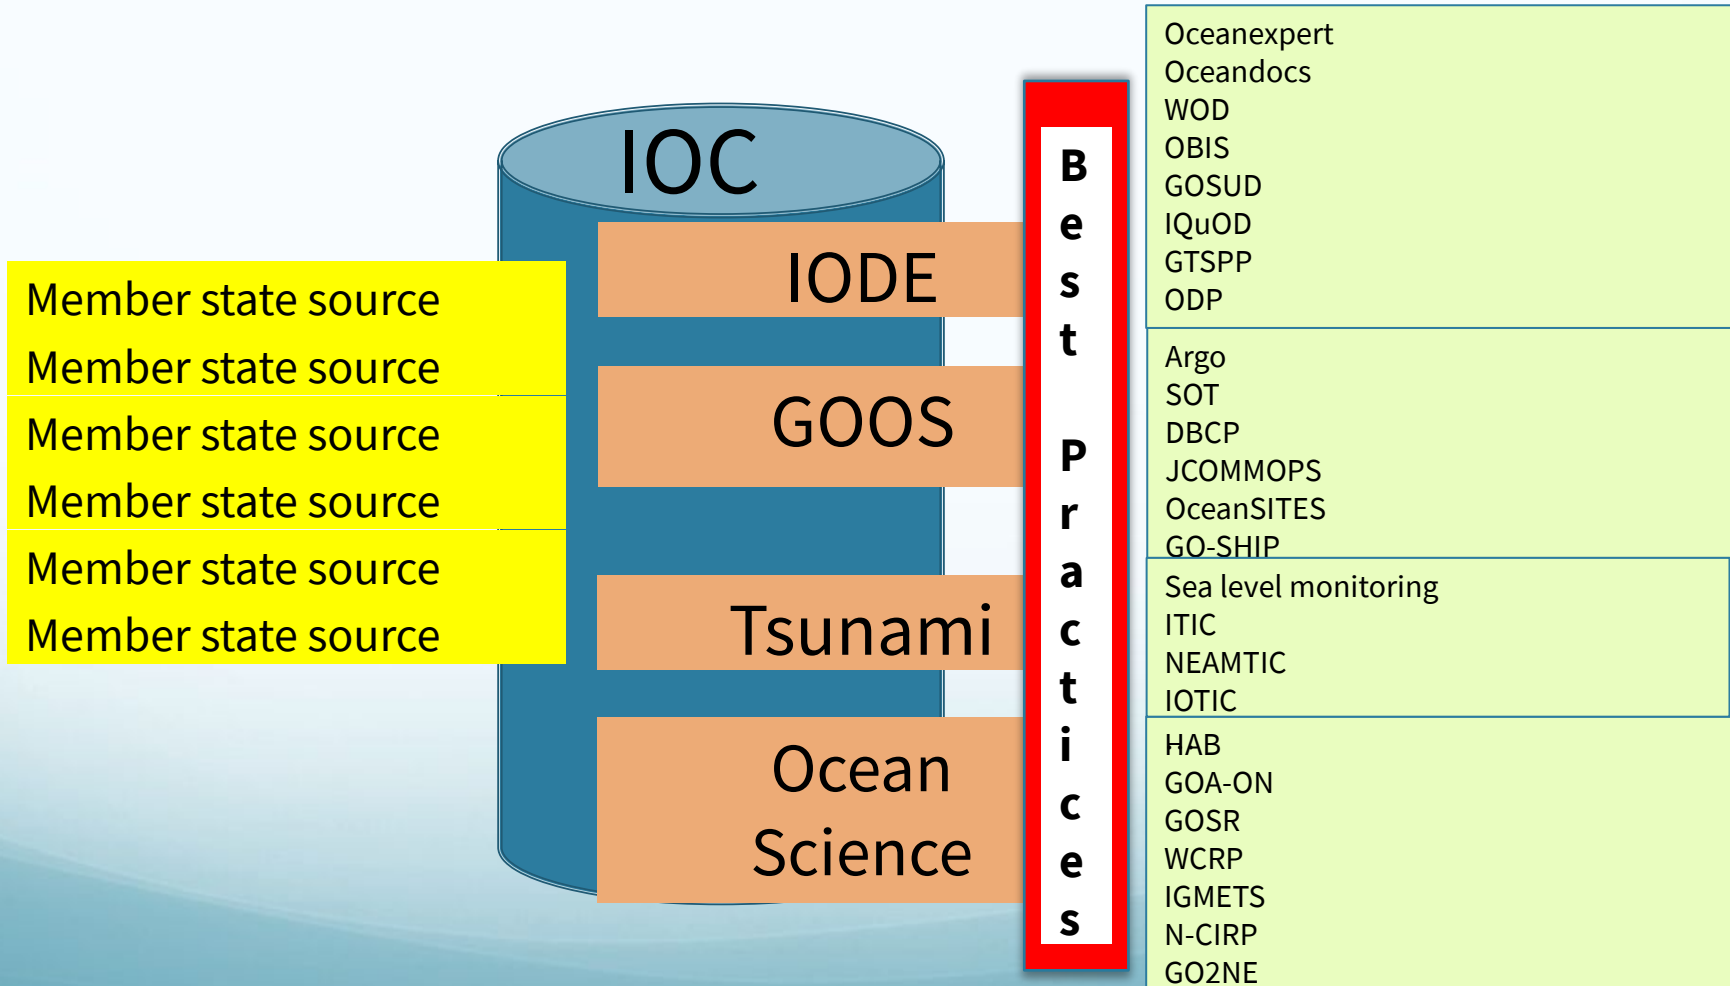 IOC
Member state source
Member state source
Member state source
Member state source
Member state source
Member state source
IODE
GOOS
Tsunami
Ocean
Science
Best Practices
Oceanexpert
Oceandocs
WOD
OBIS
GOSUD
IQuOD
GTSPP
ODP
Argo
SOT
DBCP
JCOMMOPS
OceanSITES
GO-SHIP
Sea level monitoring
ITIC
NEAMTIC
IOTIC
HAB
GOA-ON
GOSR
WCRP
IGMETS
N-CIRP
GO2NE